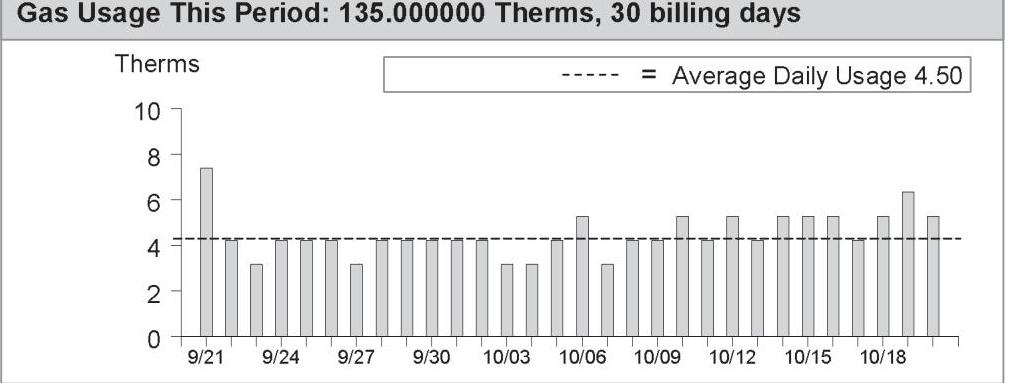 Gas Usage This Period: 135.000000 Therms, 30 billing days
Therms
----- = Average Daily Usage 4.50
10
8
6
4
2
0
9/21 9/24 9/27 9/30 10/03 10/06 10/09 10/12 10/15 10/18